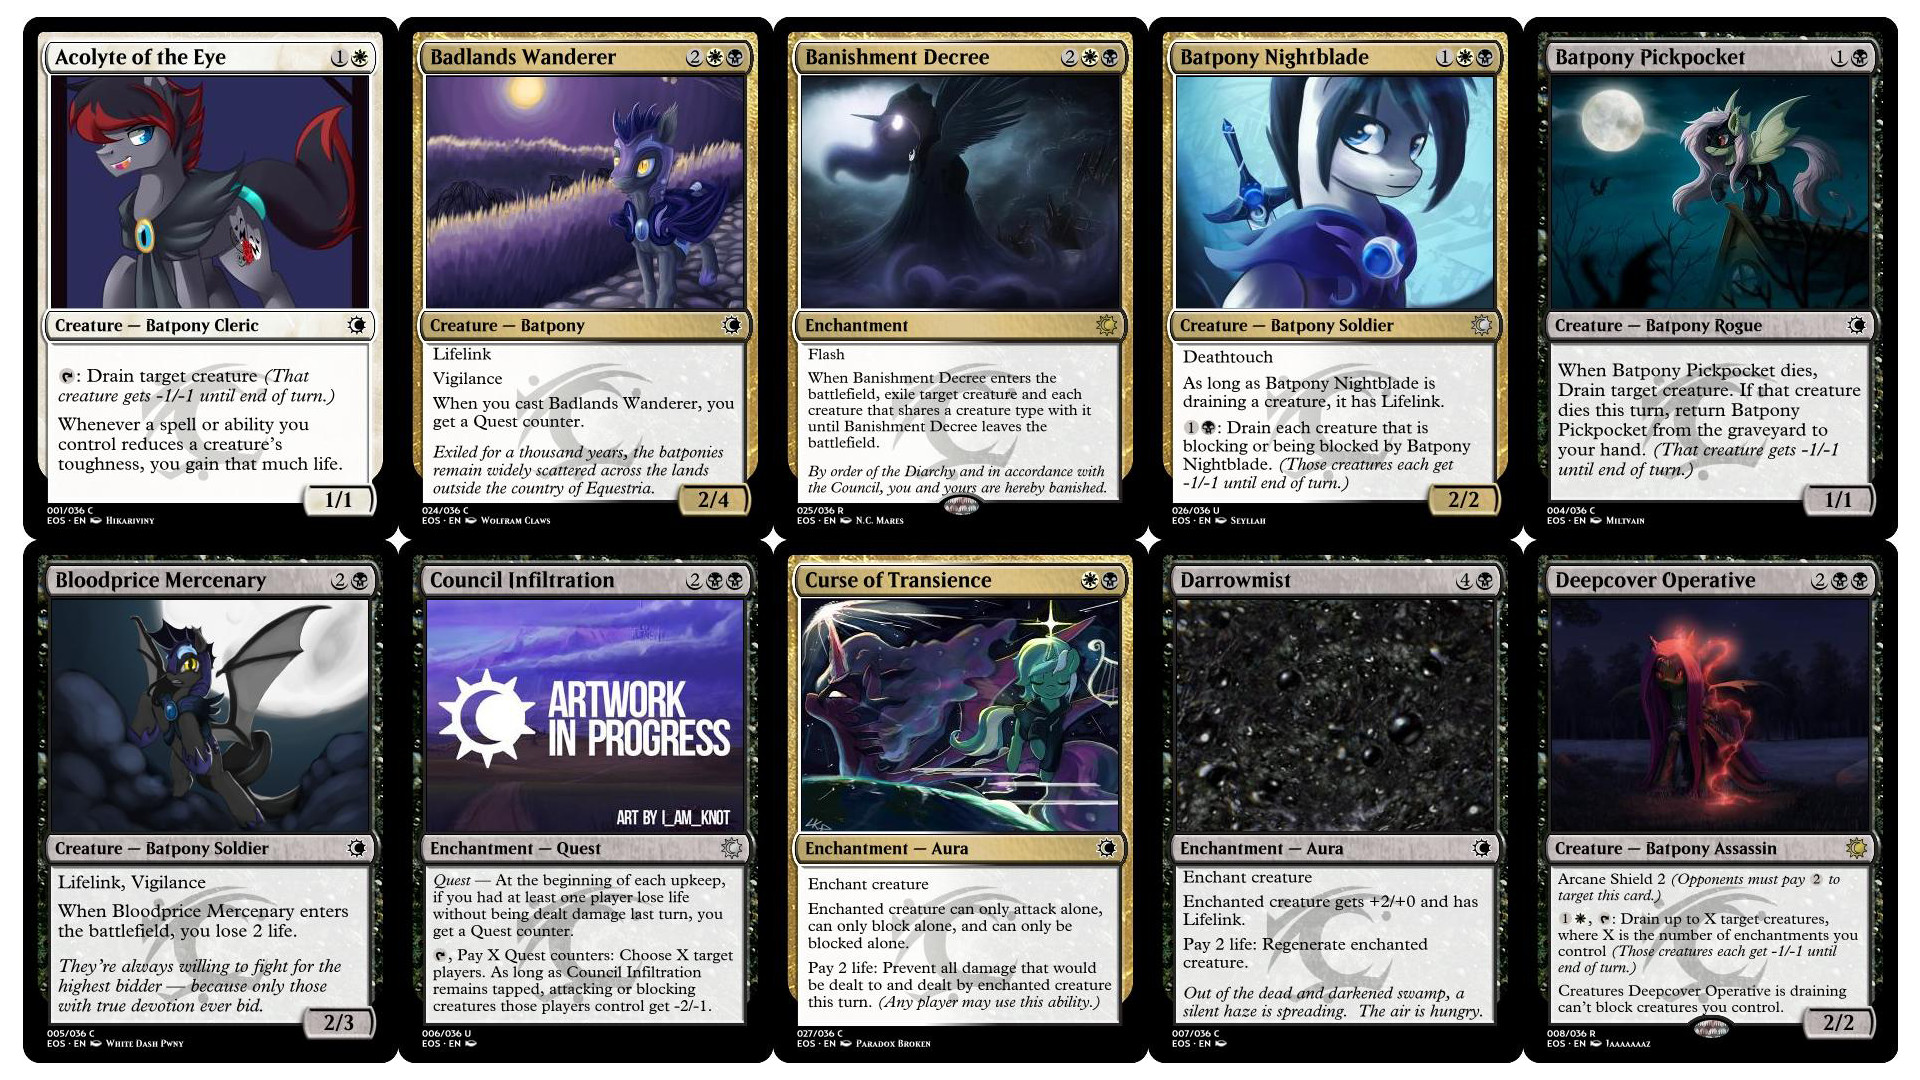 Acolyte of the Eye
1
Creature — Batpony Cleric
: Drain target creature (That
creature gets -1/-1 until end of turn.)
Whenever a spell or ability you
control reduces a creature's
toughness, you gain that much life.
1/1
001/036 C
EOS · EN Hikariviny
Badlands Wanderer
2
Creature — Batpony
Lifelink
Vigilance
When you cast Badlands Wanderer, you
get a Quest counter.
Exiled for a thousand years, the batponies
remain widely scattered across the lands
outside the country of Equestria.
2/4
024/036 C
EOS · EN Wolfram Claws
Banishment Decree
2
Enchantment
Flash
When Banishment Decree enters the
battlefield, exile target creature and each
creature that shares a creature type with it
until Banishment Decree leaves the
battlefield.
By order of the Diarchy and in accordance with
the Council, you and yours are hereby banished.
025/036 R
EOS · EN N.C. Mares
Batpony Nightblade
1
Creature — Batpony Soldier
Deathtouch
As long as Batpony Nightblade is
draining a creature, it has Lifelink.
1 : Drain each creature that is
blocking or being blocked by Batpony
Nightblade. (Those creatures each get
-1/-1 until end of turn.)
2/2
026/036 U
EOS · EN Seyllah
Batpony Pickpocket
1
Creature — Batpony Rogue
When Batpony Pickpocket dies,
Drain target creature. If that creature
dies this turn, return Batpony
Pickpocket from the graveyard to
your hand. (That creature gets -1/-1
until end of turn.)
1/1
004/036 C
EOS · EN Miltvain
Bloodprice Mercenary
2
Creature — Batpony Soldier
Lifelink, Vigilance
When Bloodprice Mercenary enters
the battlefield, you lose 2 life.
They're always willing to fight for the
highest bidder — because only those
with true devotion ever bid.
2/3
005/036 C
EOS · EN White Dash Pwny
Council Infiltration
2
ARTWORK
IN PROGRESS
ART BY I_AM_KNOT
Enchantment — Quest
Quest — At the beginning of each upkeep,
if you had at least one player lose life
without being dealt damage last turn, you
get a Quest counter.
, Pay X Quest counters: Choose X target
players. As long as Council Infiltration
remains tapped, attacking or blocking
creatures those players control get -2/-1.
006/036 U
EOS · EN
Curse of Transience
LKD
Enchantment — Aura
Enchant creature
Enchanted creature can only attack alone,
can only block alone, and can only be
blocked alone.
Pay 2 life: Prevent all damage that would
be dealt to and dealt by enchanted creature
this turn. (Any player may use this ability.)
027/036 C
EOS · EN Paradox Broken
Darrowmist
4
Enchantment — Aura
Enchant creature
Enchanted creature gets +2/+0 and has
Lifelink.
Pay 2 life: Regenerate enchanted
creature.
Out of the dead and darkened swamp, a
silent haze is spreading. The air is hungry.
007/036 C
EOS · EN
Deepcover Operative
2
Creature — Batpony Assassin
Arcane Shield 2 (Opponents must pay 2 to
target this card.)
1 , : Drain up to X target creatures,
where X is the number of enchantments you
control (Those creatures each get -1/-1 until
end of turn.)
Creatures Deepcover Operative is draining
can't block creatures you control.
2/2
008/036 R
EOS · EN